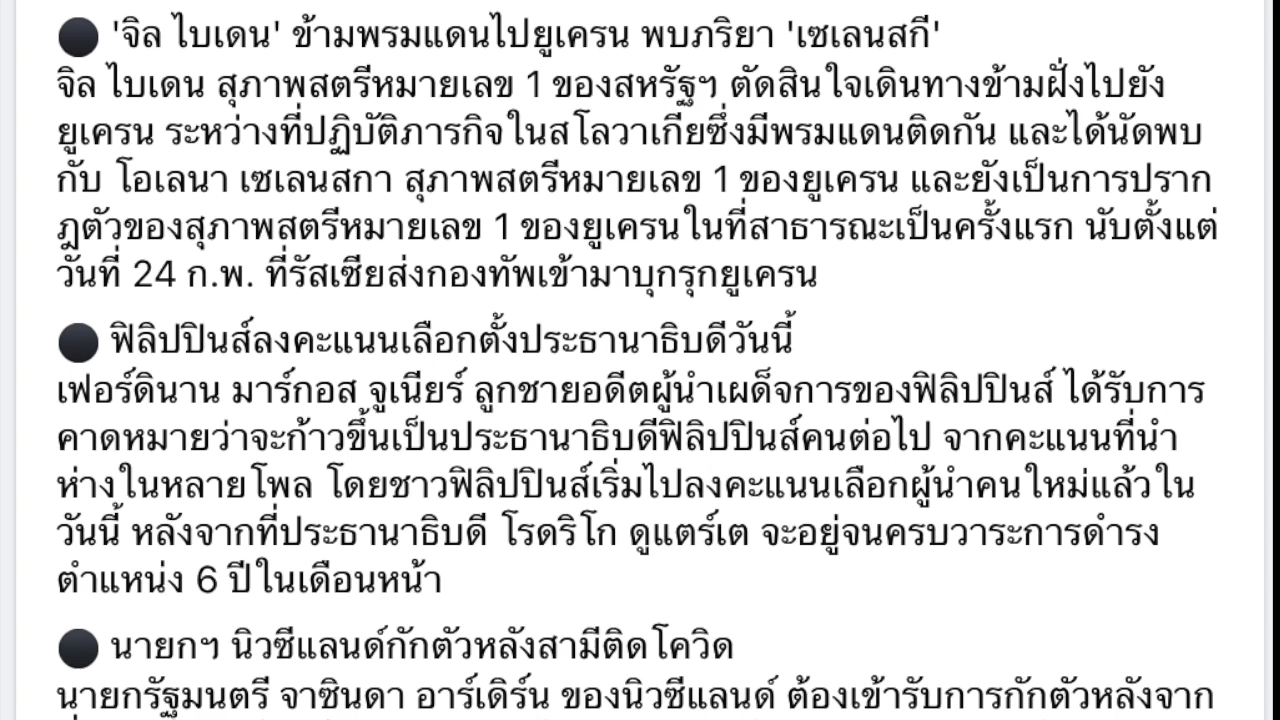 ⚫ 'จิล ไบเดน' ข้ามพรมแดนไปยูเครน พบภริยา 'เซเลนสกี'
จิล ไบเดน สุภาพสตรีหมายเลข 1 ของสหรัฐฯ ตัดสินใจเดินทางข้ามฝั่งไปยัง
ยูเครน ระหว่างที่ปฏิบัติภารกิจในสโลวาเกียซึ่งมีพรมแดนติดกัน และได้นัดพบ
กับ โอเลนา เซเลนสกา สุภาพสตรีหมายเลข 1 ของยูเครน และยังเป็นการปราก
ฎตัวของสุภาพสตรีหมายเลข 1 ของยูเครนในที่สาธารณะเป็นครั้งแรก นับตั้งแต่
วันที่ 24 ก.พ. ที่รัสเซียส่งกองทัพเข้ามาบุกรุกยูเครน
⚫ ฟิลิปปินส์ลงคะแนนเลือกตั้งประธานาธิบดีวันนี้
เฟอร์ดินาน มาร์กอส จูเนียร์ ลูกชายอดีตผู้นำเผด็จการของฟิลิปปินส์ ได้รับการ
คาดหมายว่าจะก้าวขึ้นเป็นประธานาธิบดีฟิลิปปินส์คนต่อไป จากคะแนนที่นำ
ห่างในหลายโพล โดยชาวฟิลิปปินส์เริ่มไปลงคะแนนเลือกผู้นำคนใหม่แล้วใน
วันนี้ หลังจากที่ประธานาธิบดี โรดริโก ดูแตร์เต จะอยู่จนครบวาระการดำรง
ตำแหน่ง 6 ปีในเดือนหน้า
⚫ นายกฯ นิวซีแลนด์กักตัวหลังสามีติดโควิด
นายกรัฐมนตรี จาซินดา อาร์เดิร์น ของนิวซีแลนด์ ต้องเข้ารับการกักตัวหลังจาก